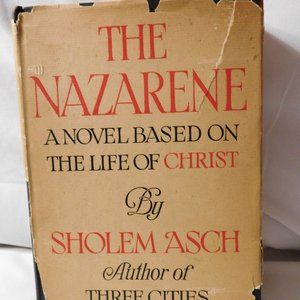 THE
NAZARENE
A NOVEL BASED ON
THE LIFE OF CHRIST
By
SHOLEM ASCH
Author of
THREE CITIES